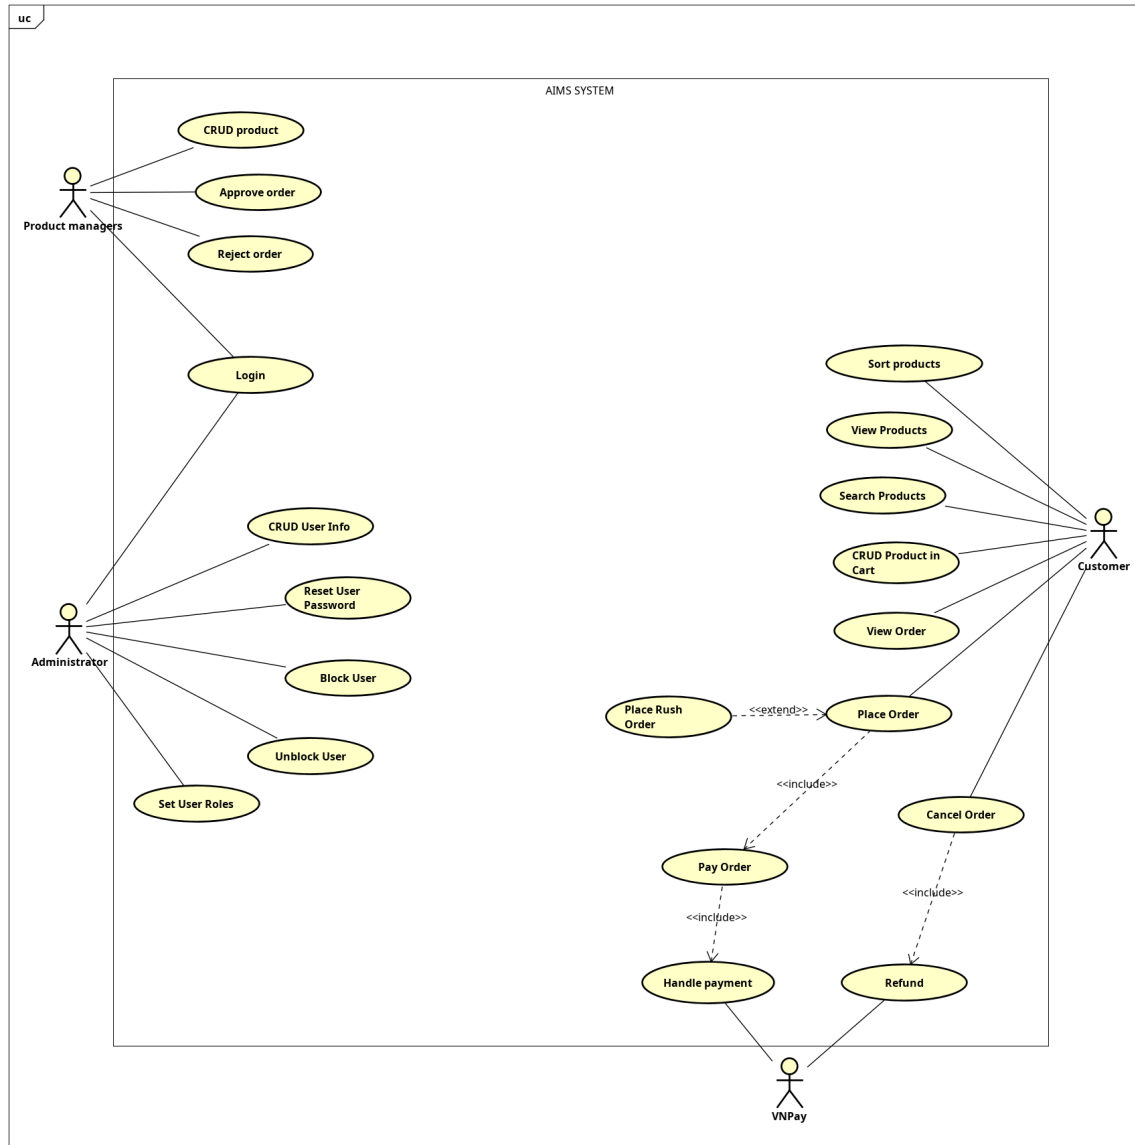 uc
AIMS SYSTEM
CRUD product
Approve order
Product managers
Reject order
Login
Sort products
View Products
Search Products
CRUD User Info
CRUD Product in
Cart
Customer
Reset User
Password
View Order
Administrator
Block User
Place Rush
Order
<<extend>>
Place Order
Unblock User
<<include>>
Set User Roles
Cancel Order
Pay Order
<<include>>
<<include>>
Handle payment
Refund
VNPay